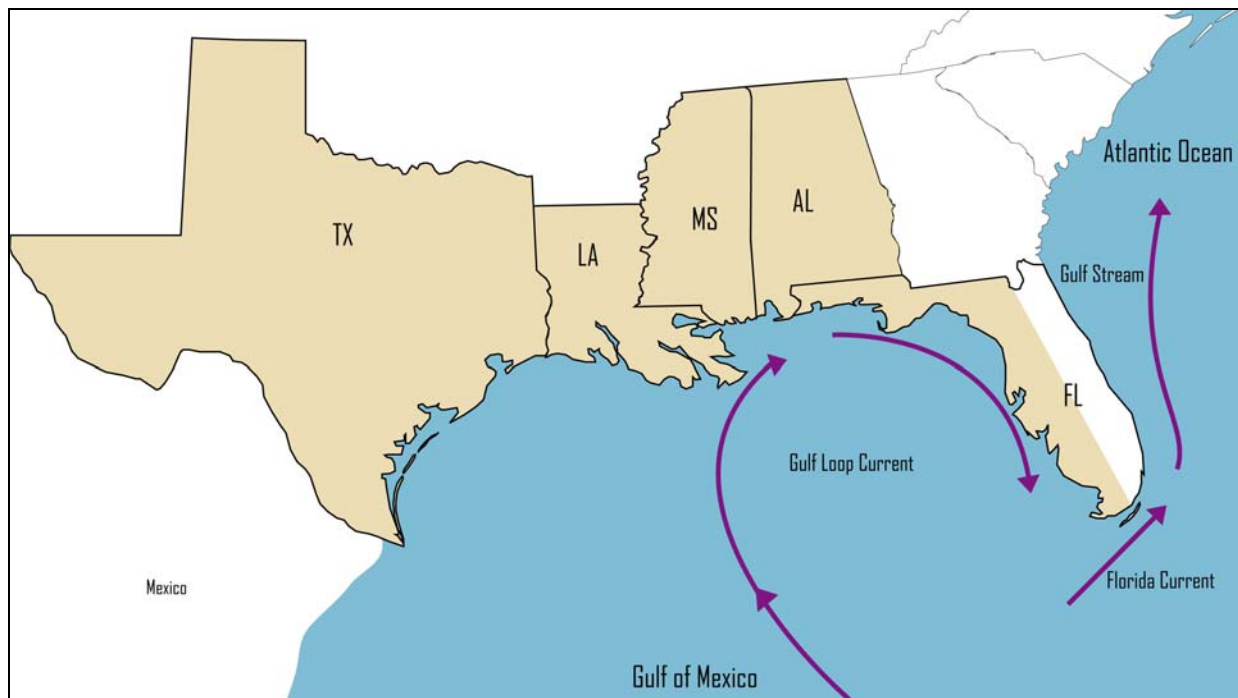 Atlantic Ocean
TX
MS
AL
LA
Gulf Stream
FL
Gulf Loop Current
Mexico
Florida Current
Gulf of Mexico